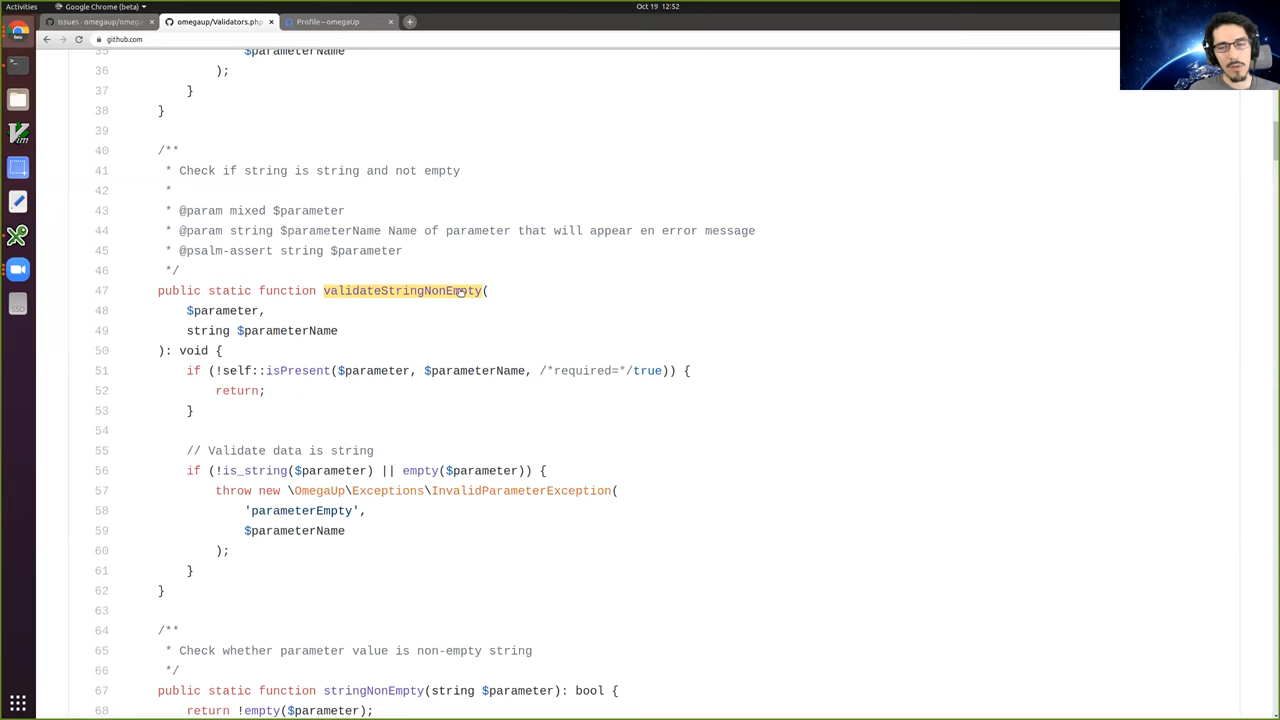 Activities
Google Chrome (beta)
Oct 19 12:52
Issues · omegaup/omeg
omegaup/Validators.php
Profile – omegaUp
github.com
35 $parameterName
36 );
37 }
38 }
39
40 /**
41 * Check if string is string and not empty
42 *
43 * @param mixed $parameter
44 * @param string $parameterName Name of parameter that will appear en error message
45 * @psalm-assert string $parameter
46 */
47 public static function validateStringNonEmpty(
48 $parameter,
49 string $parameterName
50 ): void {
51 if (!self::isPresent($parameter, $parameterName, /*required=*/true)) {
52 return;
53 }
54
55 // Validate data is string
56 if (!is_string($parameter) || empty($parameter)) {
57 throw new \OmegaUp\Exceptions\InvalidParameterException(
58 'parameterEmpty',
59 $parameterName
60 );
61 }
62 }
63
64 /**
65 * Check whether parameter value is non-empty string
66 */
67 public static function stringNonEmpty(string $parameter): bool {
68 return !empty($parameter);